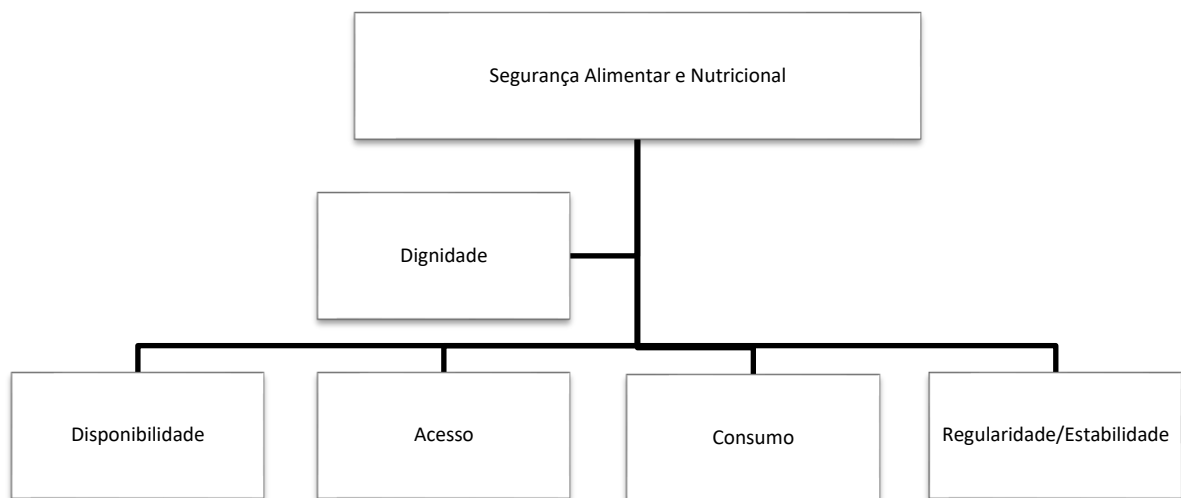 Segurança Alimentar e Nutricional
Dignidade
Disponibilidade
Acesso
Consumo
Regularidade/Estabilidade